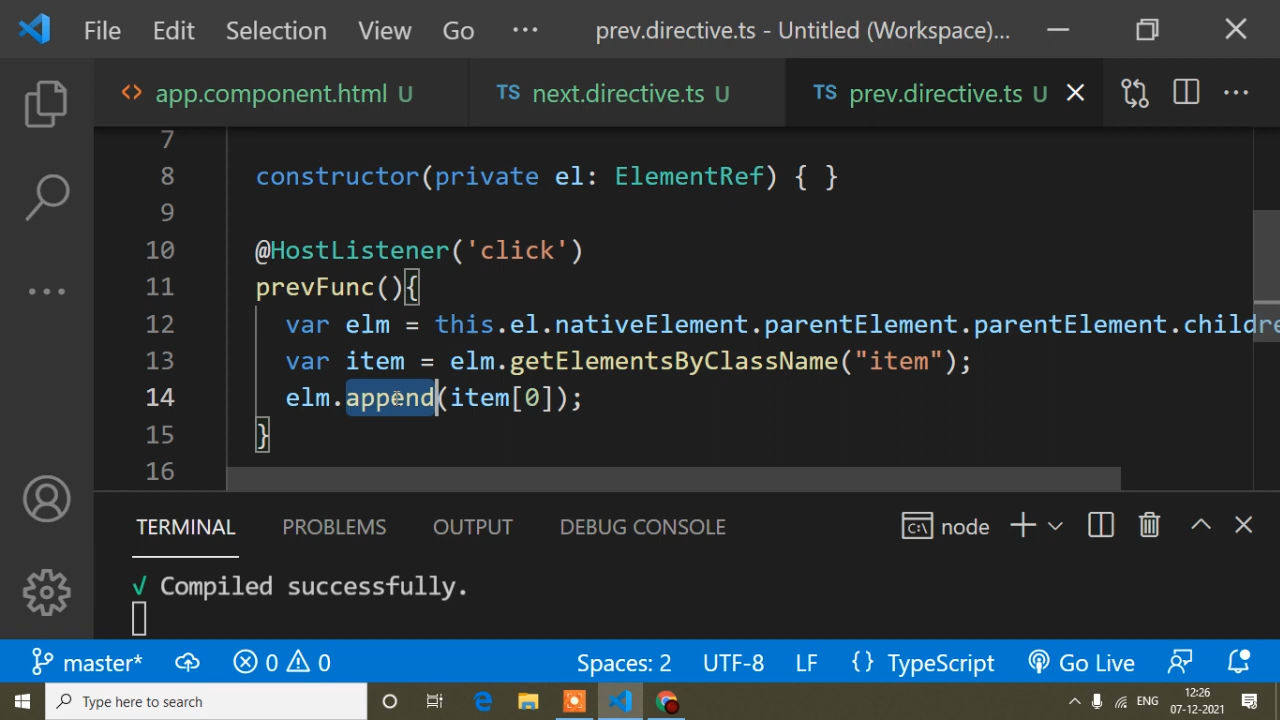 File Edit Selection View Go ··· prev.directive.ts - Untitled (Workspace)...
<> app.component.html U TS next.directive.ts U TS prev.directive.ts U
7
8 constructor(private el: ElementRef) { }
9
10 @HostListener('click')
11 prevFunc(){
12 var elm = this.el.nativeElement.parentElement.parentElement.childre
13 var item = elm.getElementsByClassName("item");
14 elm.append(item[0]);
15 }
16
TERMINAL PROBLEMS OUTPUT DEBUG CONSOLE node
√ Compiled successfully.
master* 0 0 Spaces: 2 UTF-8 LF {} TypeScript Go Live
Type here to search ENG 12:26
07-12-2021